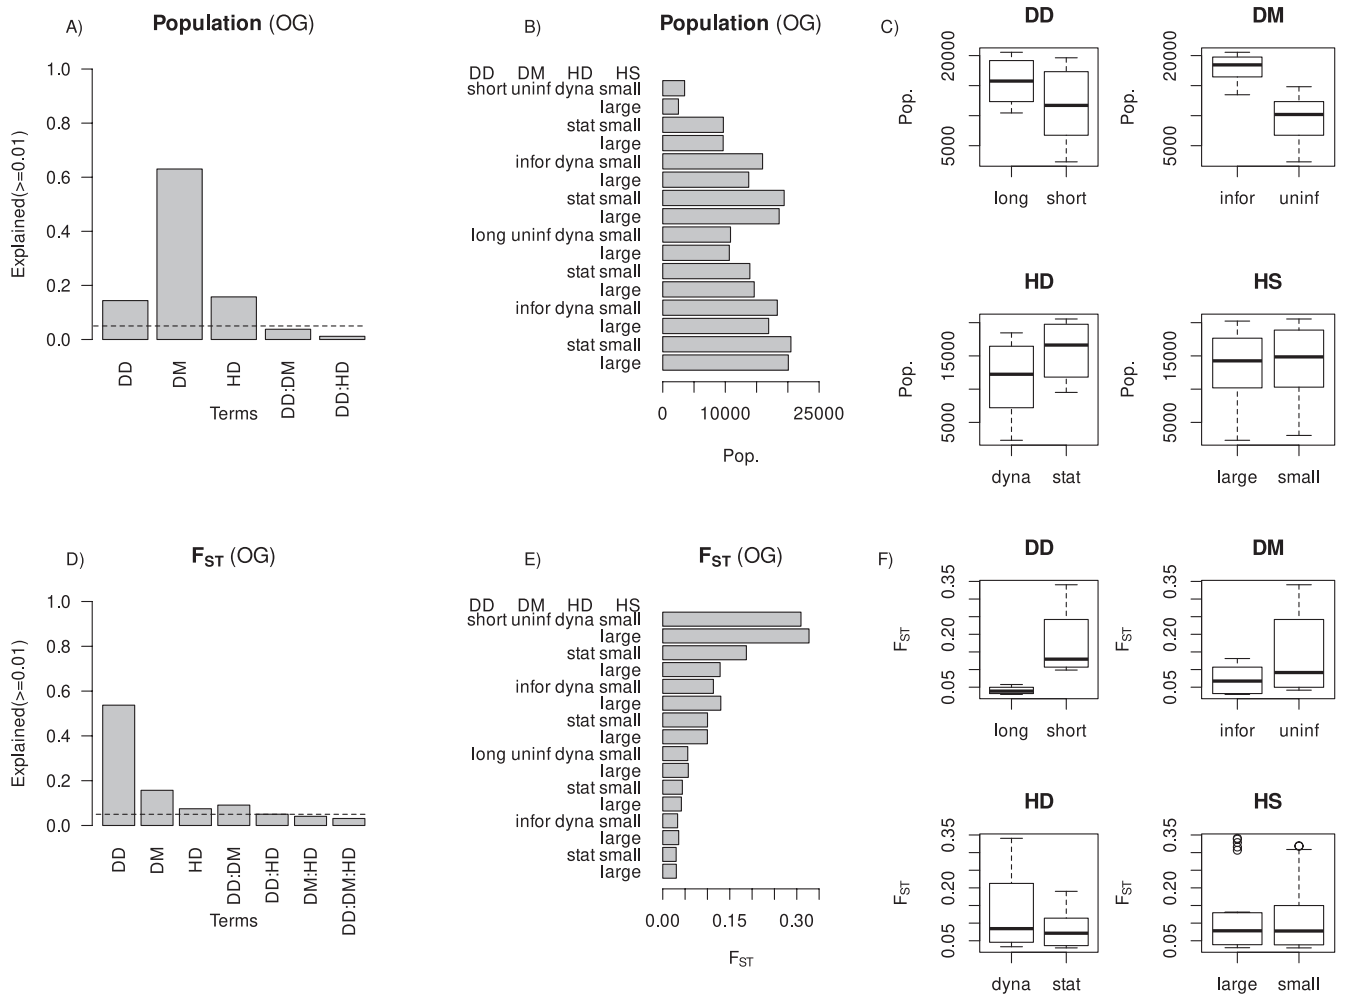 A)
Population (OG)
Explained(>=0.01)
1.0
0.8
0.6
0.4
0.2
0.0
DD
DM
HD
DD:DM
DD:HD
Terms
B)
Population (OG)
DD DM HD HS
short uninf dyna small
large
stat small
large
infor dyna small
large
stat small
large
long uninf dyna small
large
stat small
large
infor dyna small
large
stat small
large
0 10000 25000
Pop.
C)
DD
Pop.
20000
5000
long short
DM
Pop.
20000
5000
infor uninf
HD
Pop.
15000
5000
dyna stat
HS
Pop.
15000
5000
large small
D)
FST (OG)
Explained(>=0.01)
1.0
0.8
0.6
0.4
0.2
0.0
DD
DM
HD
DD:DM
DD:HD
DM:HD
DD:DM:HD
Terms
E)
FST (OG)
DD DM HD HS
short uninf dyna small
large
stat small
large
infor dyna small
large
stat small
large
long uninf dyna small
large
stat small
large
infor dyna small
large
stat small
large
0.00 0.15 0.30
FST
F)
DD
FST
0.35
0.20
0.05
long short
DM
FST
0.35
0.20
0.05
infor uninf
HD
FST
0.35
0.20
0.05
dyna stat
HS
FST
0.35
0.20
0.05
large small